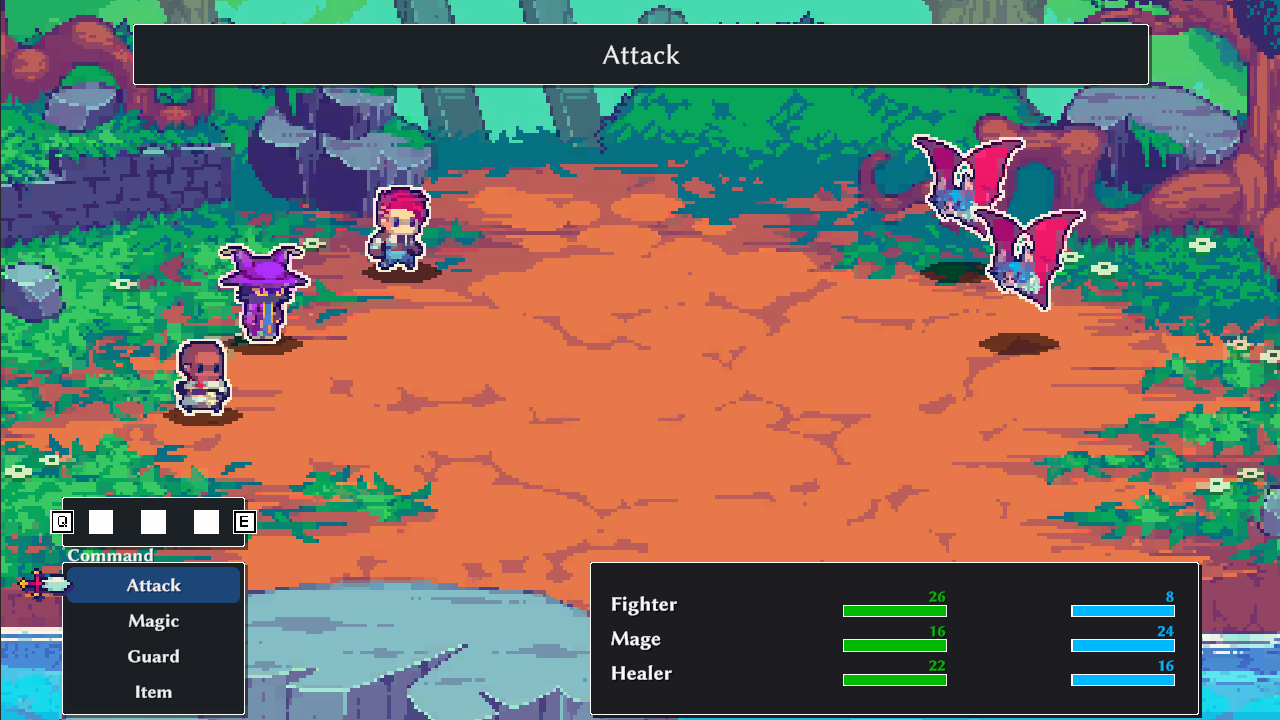 Attack
Q E
Command
Attack
Magic
Guard
Item
Fighter 26 8
Mage 16 24
Healer 22 16